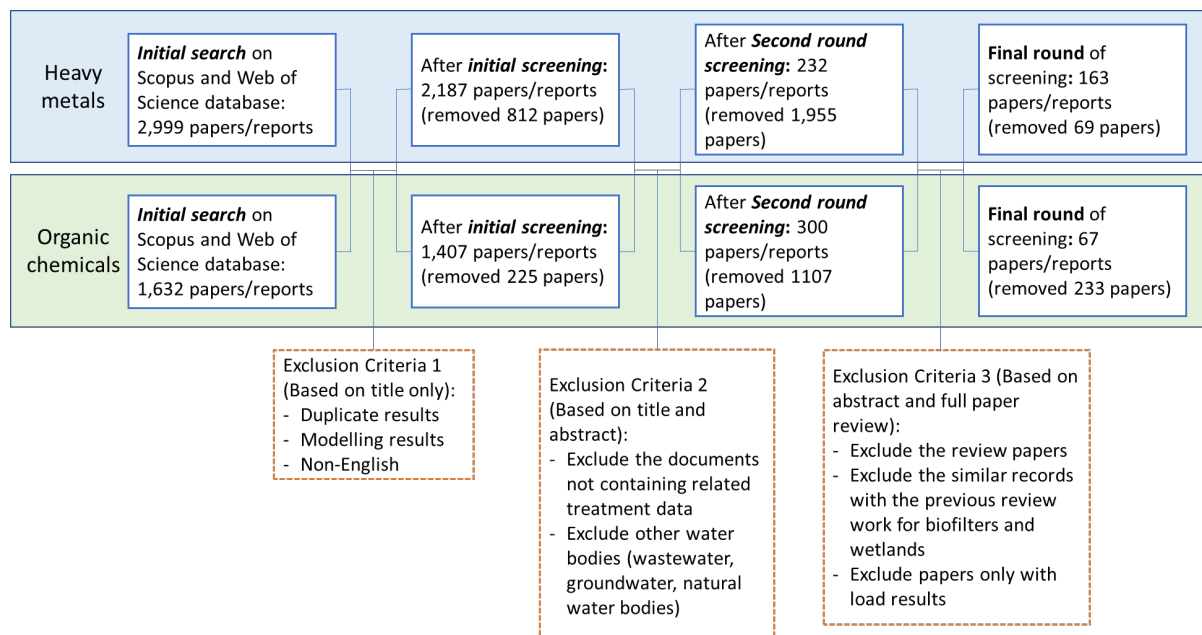 Heavy
metals
Initial search on
Scopus and Web of
Science database:
2,999 papers/reports
After initial screening:
2,187 papers/reports
(removed 812 papers)
After Second round
screening: 232
papers/reports
(removed 1,955
papers)
Final round of
screening: 163
papers/reports
(removed 69 papers)
Organic
chemicals
Initial search on
Scopus and Web of
Science database:
1,632 papers/reports
After initial screening:
1,407 papers/reports
(removed 225 papers)
After Second round
screening: 300
papers/reports
(removed 1107
papers)
Final round of
screening: 67
papers/reports
(removed 233 papers)
Exclusion Criteria 1
(Based on title only):
- Duplicate results
- Modelling results
- Non-English
Exclusion Criteria 2
(Based on title and
abstract):
- Exclude the documents
not containing related
treatment data
- Exclude other water
bodies (wastewater,
groundwater, natural
water bodies)
Exclusion Criteria 3 (Based on
abstract and full paper
review):
- Exclude the review papers
- Exclude the similar records
with the previous review
work for biofilters and
wetlands
- Exclude papers only with
load results